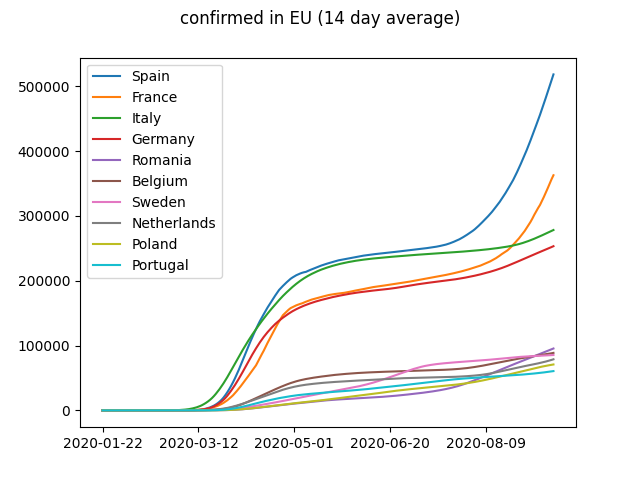 confirmed in EU (14 day average)
500000
400000
300000
200000
100000
0
Spain
France
Italy
Germany
Romania
Belgium
Sweden
Netherlands
Poland
Portugal
2020-01-22 2020-03-12 2020-05-01 2020-06-20 2020-08-09